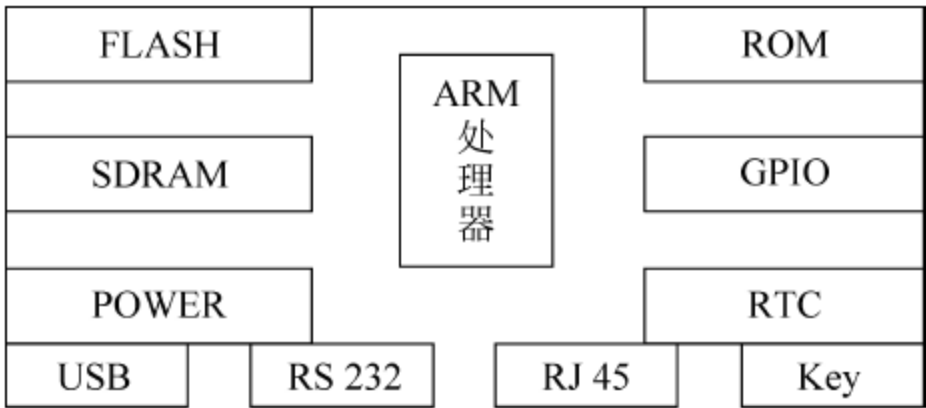 FLASH
ROM
ARM
处
理
器
SDRAM
GPIO
POWER
RTC
USB
RS 232
RJ 45
Key